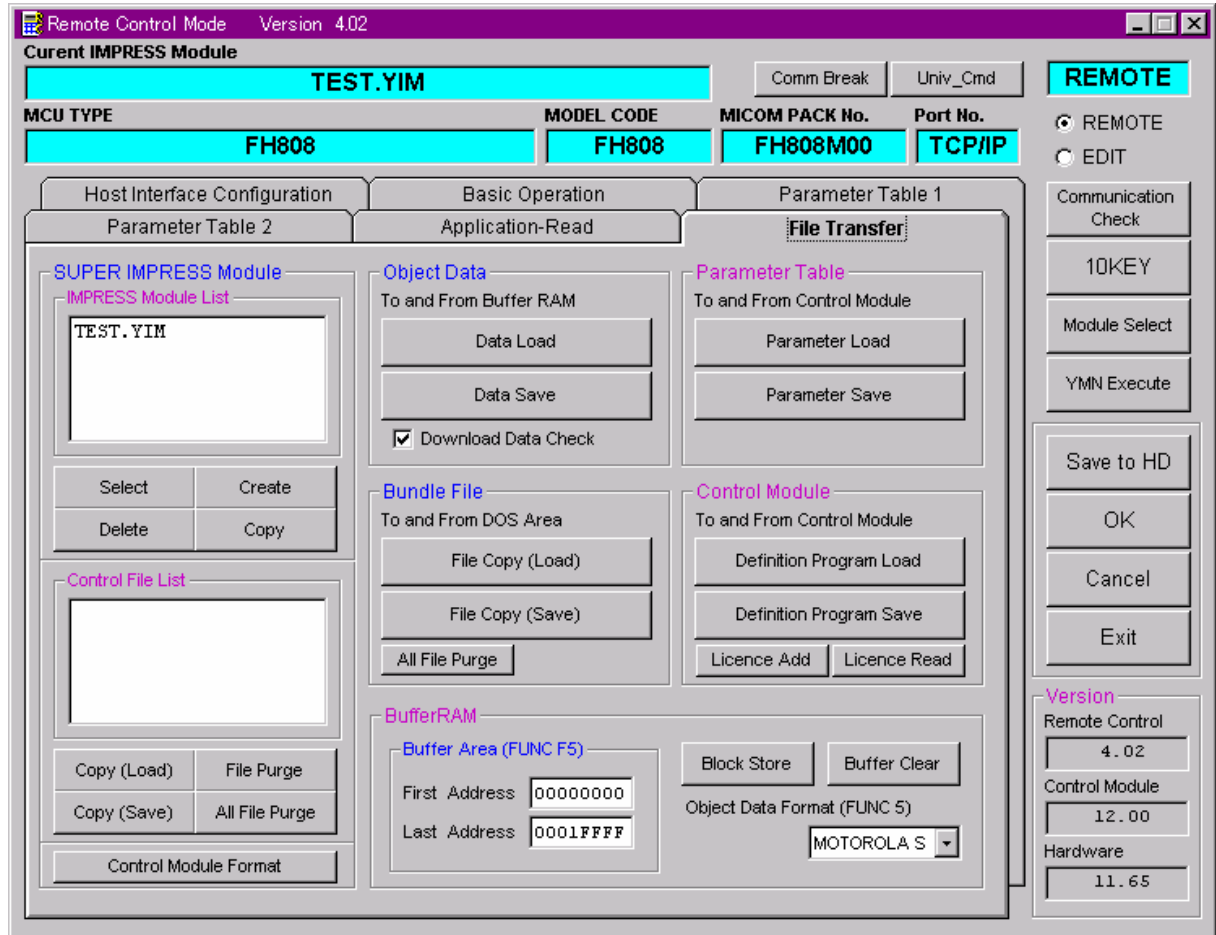 Remote Control Mode Version 4.02
Curent IMPRESS Module
TEST.YIM
Comm Break
Univ_Cmd
REMOTE
MCU TYPE
MODEL CODE
MICOM PACK No.
Port No.
FH808
FH808
FH808M00
TCP/IP
REMOTE
EDIT
Host Interface Configuration
Basic Operation
Parameter Table 1
Parameter Table 2
Application-Read
File Transfer
SUPER IMPRESS Module
IMPRESS Module List
TEST.YIM
Select
Create
Delete
Copy
Control File List
Copy (Load)
File Purge
Copy (Save)
All File Purge
Control Module Format
Object Data
To and From Buffer RAM
Data Load
Data Save
Download Data Check
Bundle File
To and From DOS Area
File Copy (Load)
File Copy (Save)
All File Purge
Parameter Table
To and From Control Module
Parameter Load
Parameter Save
Control Module
To and From Control Module
Definition Program Load
Definition Program Save
Licence Add
Licence Read
BufferRAM
Buffer Area (FUNC F5)
First Address
00000000
Last Address
0001FFFF
Block Store
Buffer Clear
Object Data Format (FUNC 5)
MOTOROLA S
Communication
Check
10KEY
Module Select
YMN Execute
Save to HD
OK
Cancel
Exit
Version
Remote Control
4.02
Control Module
12.00
Hardware
11.65